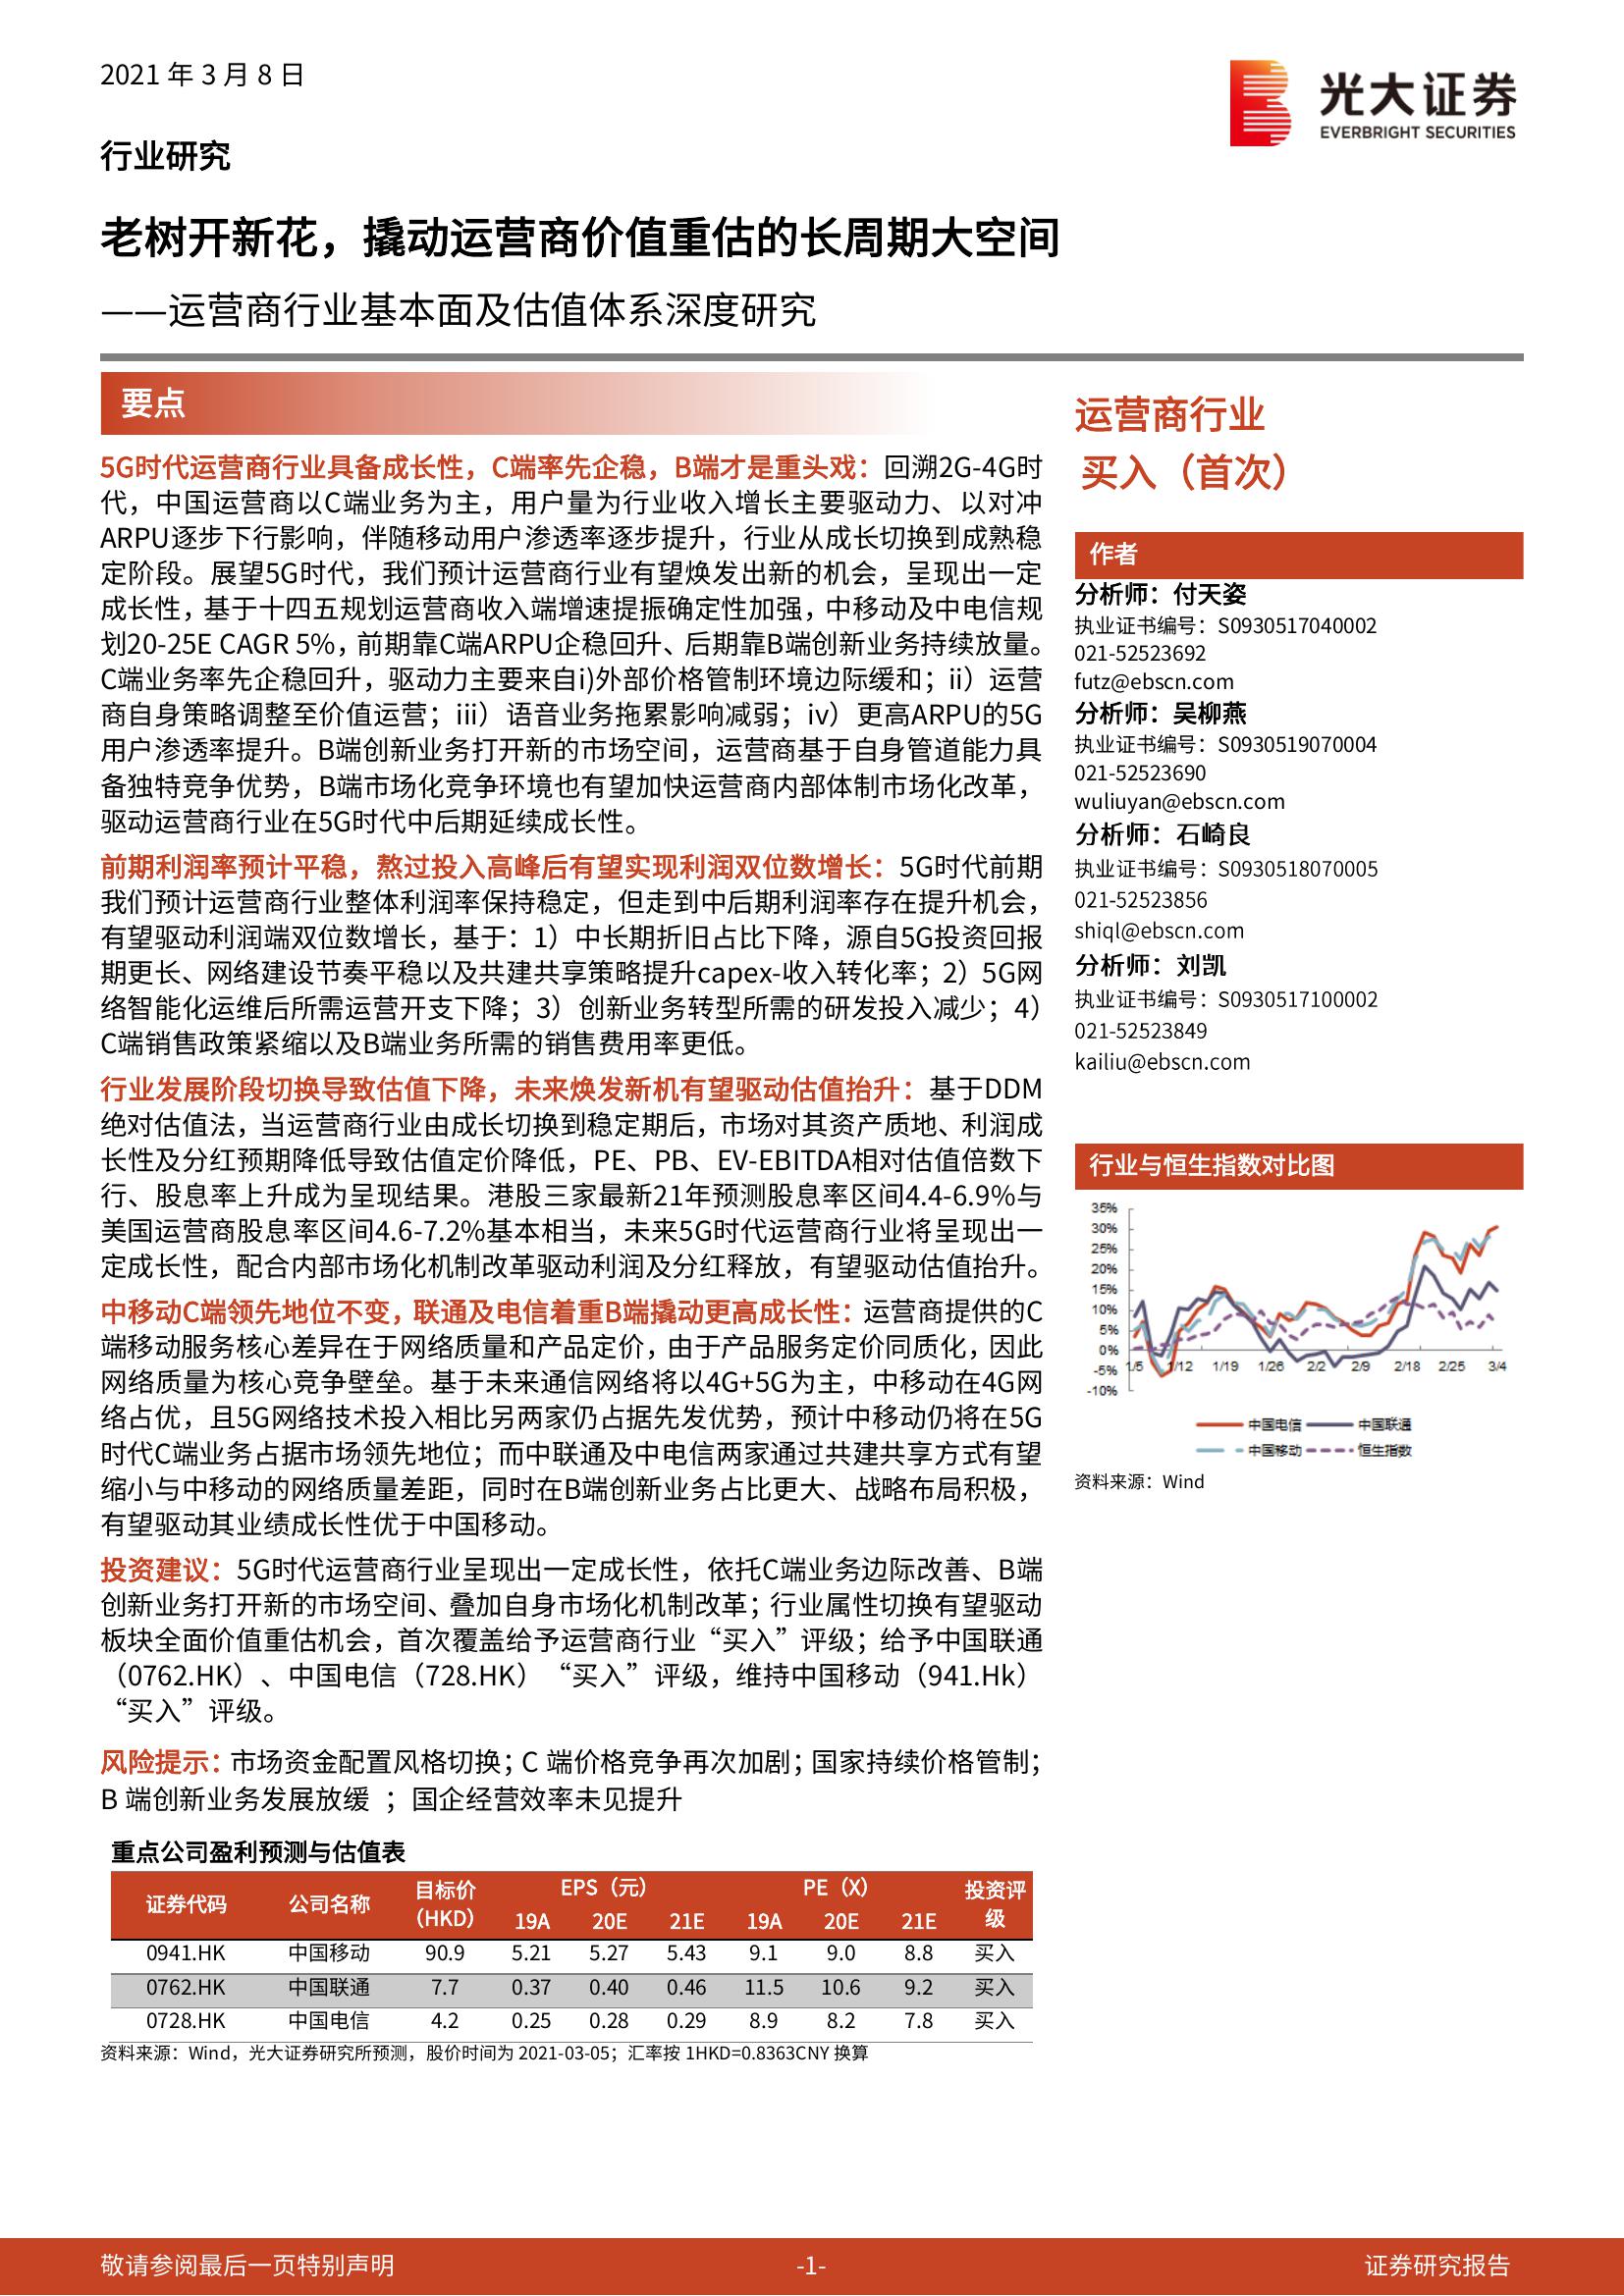 2021 年 3 月 8 日
光大证券
EVERBRIGHT SECURITIES
行业研究
老树开新花，撬动运营商价值重估的长周期大空间
——运营商行业基本面及估值体系深度研究
要点
5G时代运营商行业具备成长性，C端率先企稳，B端才是重头戏：回溯2G-4G时
代，中国运营商以C端业务为主，用户量为行业收入增长主要驱动力、以对冲
ARPU逐步下行影响，伴随移动用户渗透率逐步提升，行业从成长切换到成熟稳
定阶段。展望5G时代，我们预计运营商行业有望焕发出新的机会，呈现出一定
成长性，基于十四五规划运营商收入端增速提振确定性加强，中移动及中电信规
划20-25E CAGR 5%，前期靠C端ARPU企稳回升、后期靠B端创新业务持续放量。
C端业务率先企稳回升，驱动力主要来自i)外部价格管制环境边际缓和；ii）运营
商自身策略调整至价值运营；iii）语音业务拖累影响减弱；iv）更高ARPU的5G
用户渗透率提升。B端创新业务打开新的市场空间，运营商基于自身管道能力具
备独特竞争优势，B端市场化竞争环境也有望加快运营商内部体制市场化改革，
驱动运营商行业在5G时代中后期延续成长性。
前期利润率预计平稳，熬过投入高峰后有望实现利润双位数增长：5G时代前期
我们预计运营商行业整体利润率保持稳定，但走到中后期利润率存在提升机会，
有望驱动利润端双位数增长，基于：1）中长期折旧占比下降，源自5G投资回报
期更长、网络建设节奏平稳以及共建共享策略提升capex-收入转化率；2）5G网
络智能化运维后所需运营开支下降；3）创新业务转型所需的研发投入减少；4）
C端销售政策紧缩以及B端业务所需的销售费用率更低。
行业发展阶段切换导致估值下降，未来焕发新机有望驱动估值抬升：基于DDM
绝对估值法，当运营商行业由成长切换到稳定期后，市场对其资产质地、利润成
长性及分红预期降低导致估值定价降低，PE、PB、EV-EBITDA相对估值倍数下
行、股息率上升成为呈现结果。港股三家最新21年预测股息率区间4.4-6.9%与
美国运营商股息率区间4.6-7.2%基本相当，未来5G时代运营商行业将呈现出一
定成长性，配合内部市场化机制改革驱动利润及分红释放，有望驱动估值抬升。
中移动C端领先地位不变，联通及电信着重B端撬动更高成长性：运营商提供的C
端移动服务核心差异在于网络质量和产品定价，由于产品服务定价同质化，因此
网络质量为核心竞争壁垒。基于未来通信网络将以4G+5G为主，中移动在4G网
络占优，且5G网络技术投入相比另两家仍占据先发优势，预计中移动仍将在5G
时代C端业务占据市场领先地位；而中联通及中电信两家通过共建共享方式有望
缩小与中移动的网络质量差距，同时在B端创新业务占比更大、战略布局积极，
有望驱动其业绩成长性优于中国移动。
投资建议：5G时代运营商行业呈现出一定成长性，依托C端业务边际改善、B端
创新业务打开新的市场空间、叠加自身市场化机制改革；行业属性切换有望驱动
板块全面价值重估机会，首次覆盖给予运营商行业“买入”评级；给予中国联通
（0762.HK）、中国电信（728.HK）“买入”评级，维持中国移动（941.Hk）
“买入”评级。
风险提示：市场资金配置风格切换；C 端价格竞争再次加剧；国家持续价格管制；
B 端创新业务发展放缓 ；国企经营效率未见提升
重点公司盈利预测与估值表
证券代码 公司名称 目标价（HKD） EPS（元） PE（X） 投资评级
19A 20E 21E 19A 20E 21E
0941.HK 中国移动 90.9 5.21 5.27 5.43 9.1 9.0 8.8 买入
0762.HK 中国联通 7.7 0.37 0.40 0.46 11.5 10.6 9.2 买入
0728.HK 中国电信 4.2 0.25 0.28 0.29 8.9 8.2 7.8 买入
资料来源：Wind，光大证券研究所预测，股价时间为 2021-03-05；汇率按 1HKD=0.8363CNY 换算
运营商行业
买入（首次）
作者
分析师：付天姿
执业证书编号：S0930517040002
021-52523692
futz@ebscn.com
分析师：吴柳燕
执业证书编号：S0930519070004
021-52523690
wuliuyan@ebscn.com
分析师：石崎良
执业证书编号：S0930518070005
021-52523856
shiql@ebscn.com
分析师：刘凯
执业证书编号：S0930517100002
021-52523849
kailiu@ebscn.com
行业与恒生指数对比图
35%
30%
25%
20%
15%
10%
5%
0%
-5%
-10%
1/5 1/12 1/19 1/26 2/2 2/9 2/18 2/25 3/4
中国电信 中国联通
中国移动 恒生指数
资料来源：Wind
敬请参阅最后一页特别声明
-1-
证券研究报告